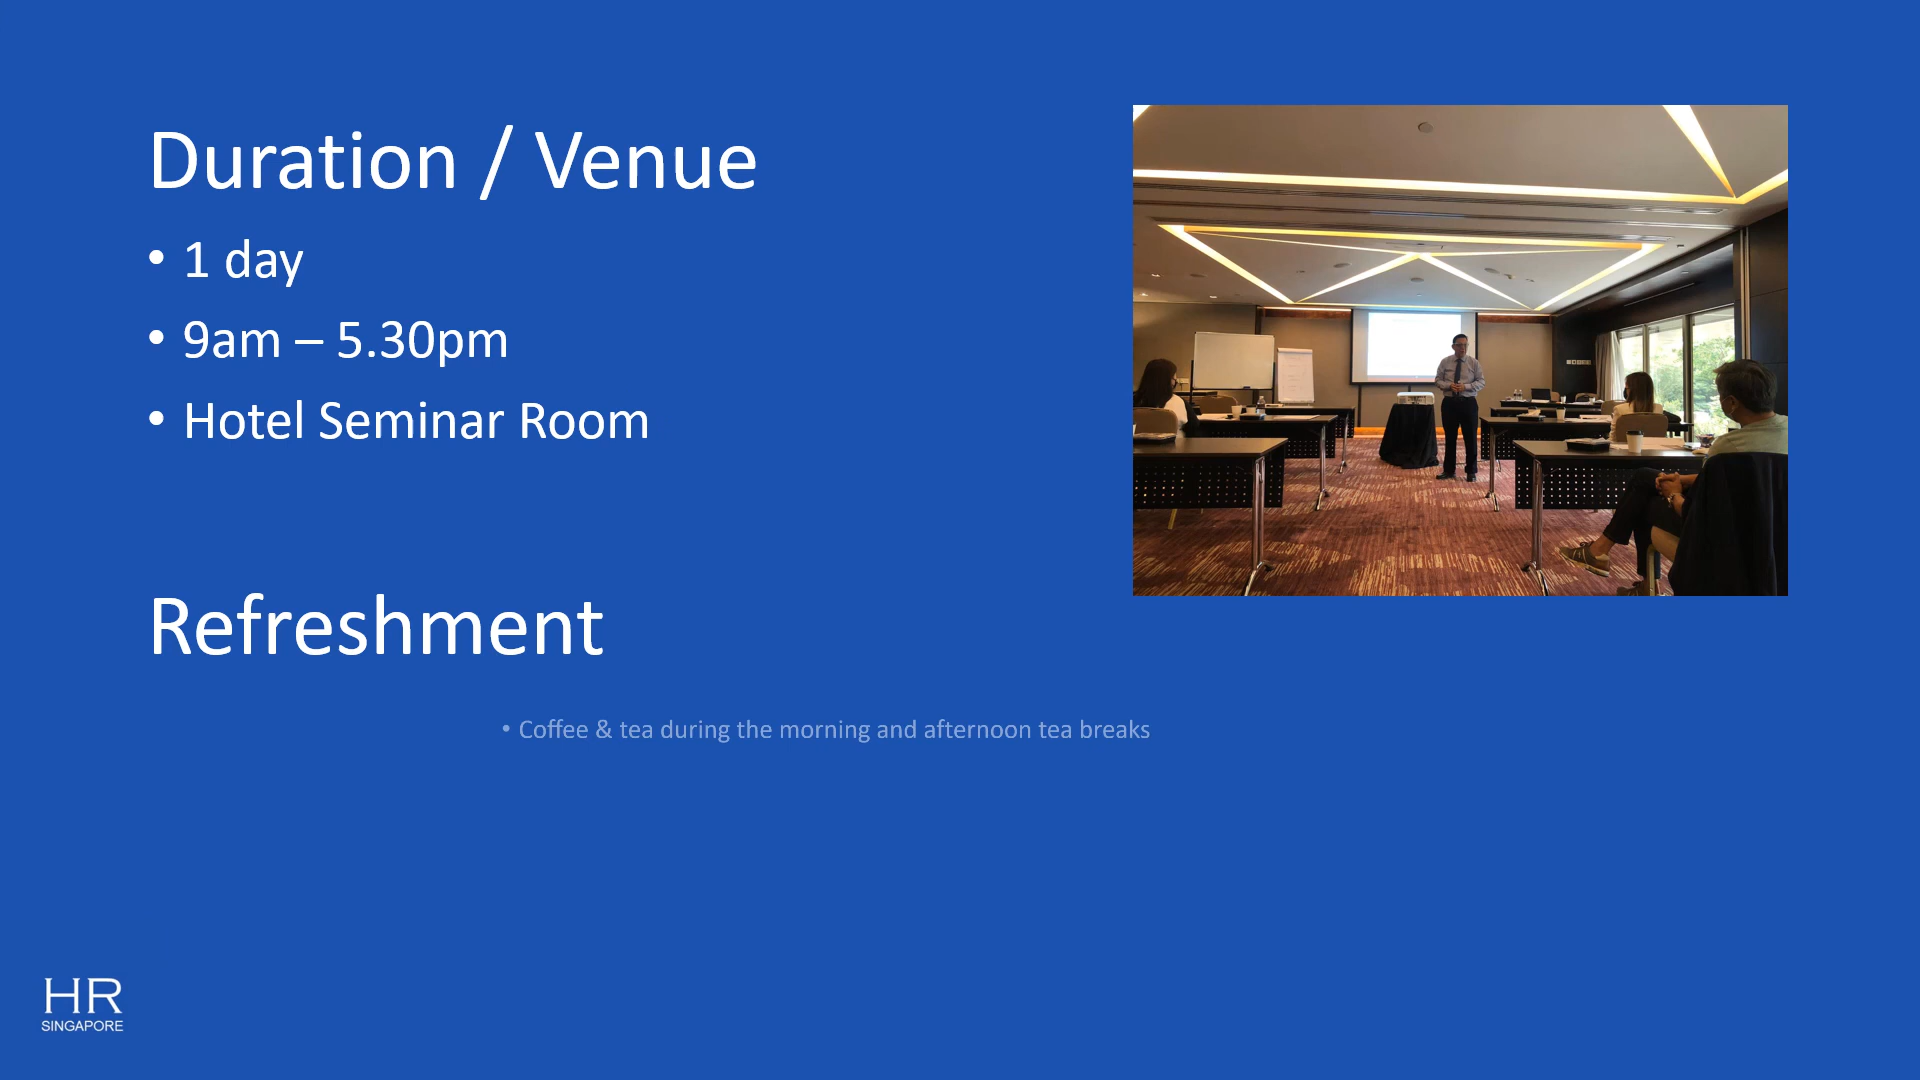 Duration / Venue
• 1 day
• 9am – 5.30pm
• Hotel Seminar Room
Refreshment
• Coffee & tea during the morning and afternoon tea breaks
HR
SINGAPORE